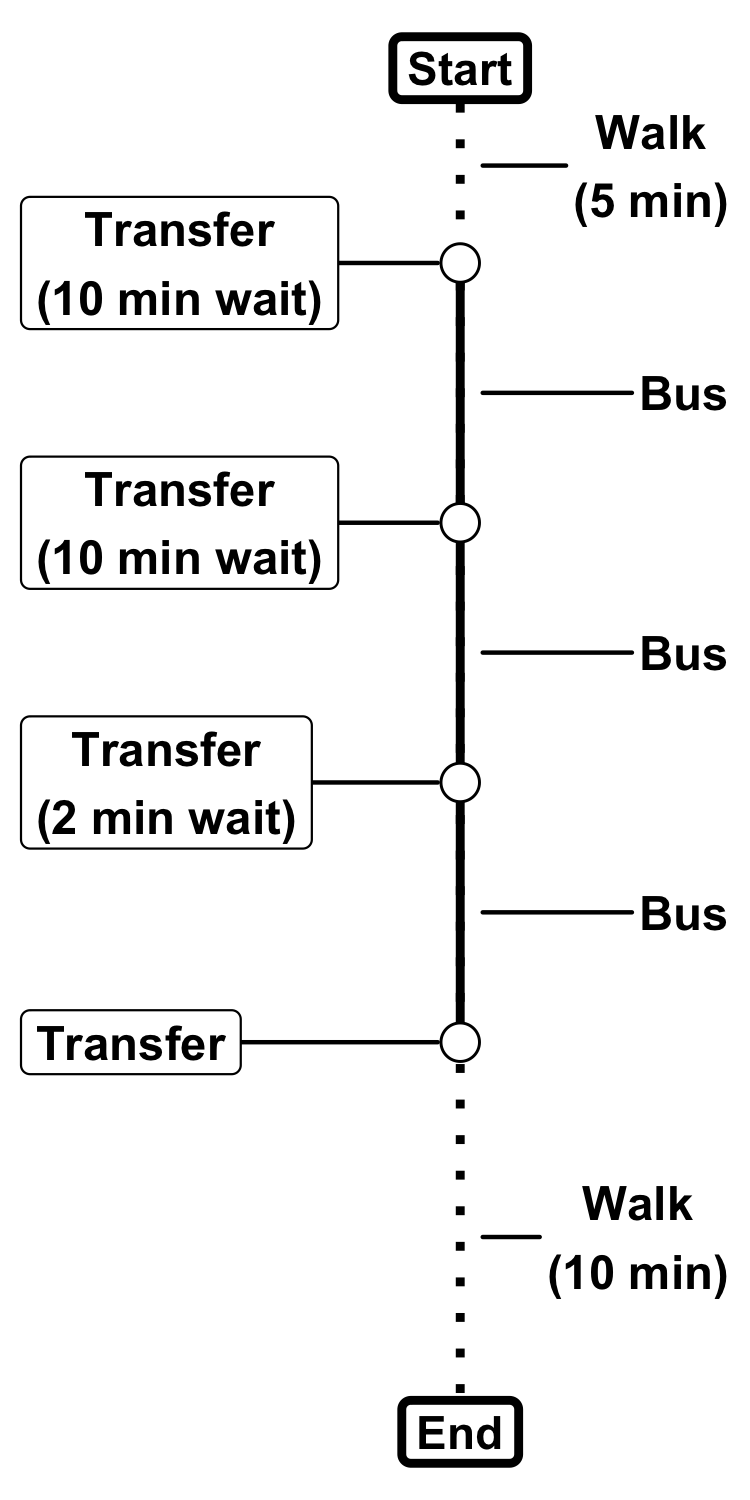 Start
Walk
(5 min)
Transfer
(10 min wait)
Bus
Transfer
(10 min wait)
Bus
Transfer
(2 min wait)
Bus
Transfer
Walk
(10 min)
End